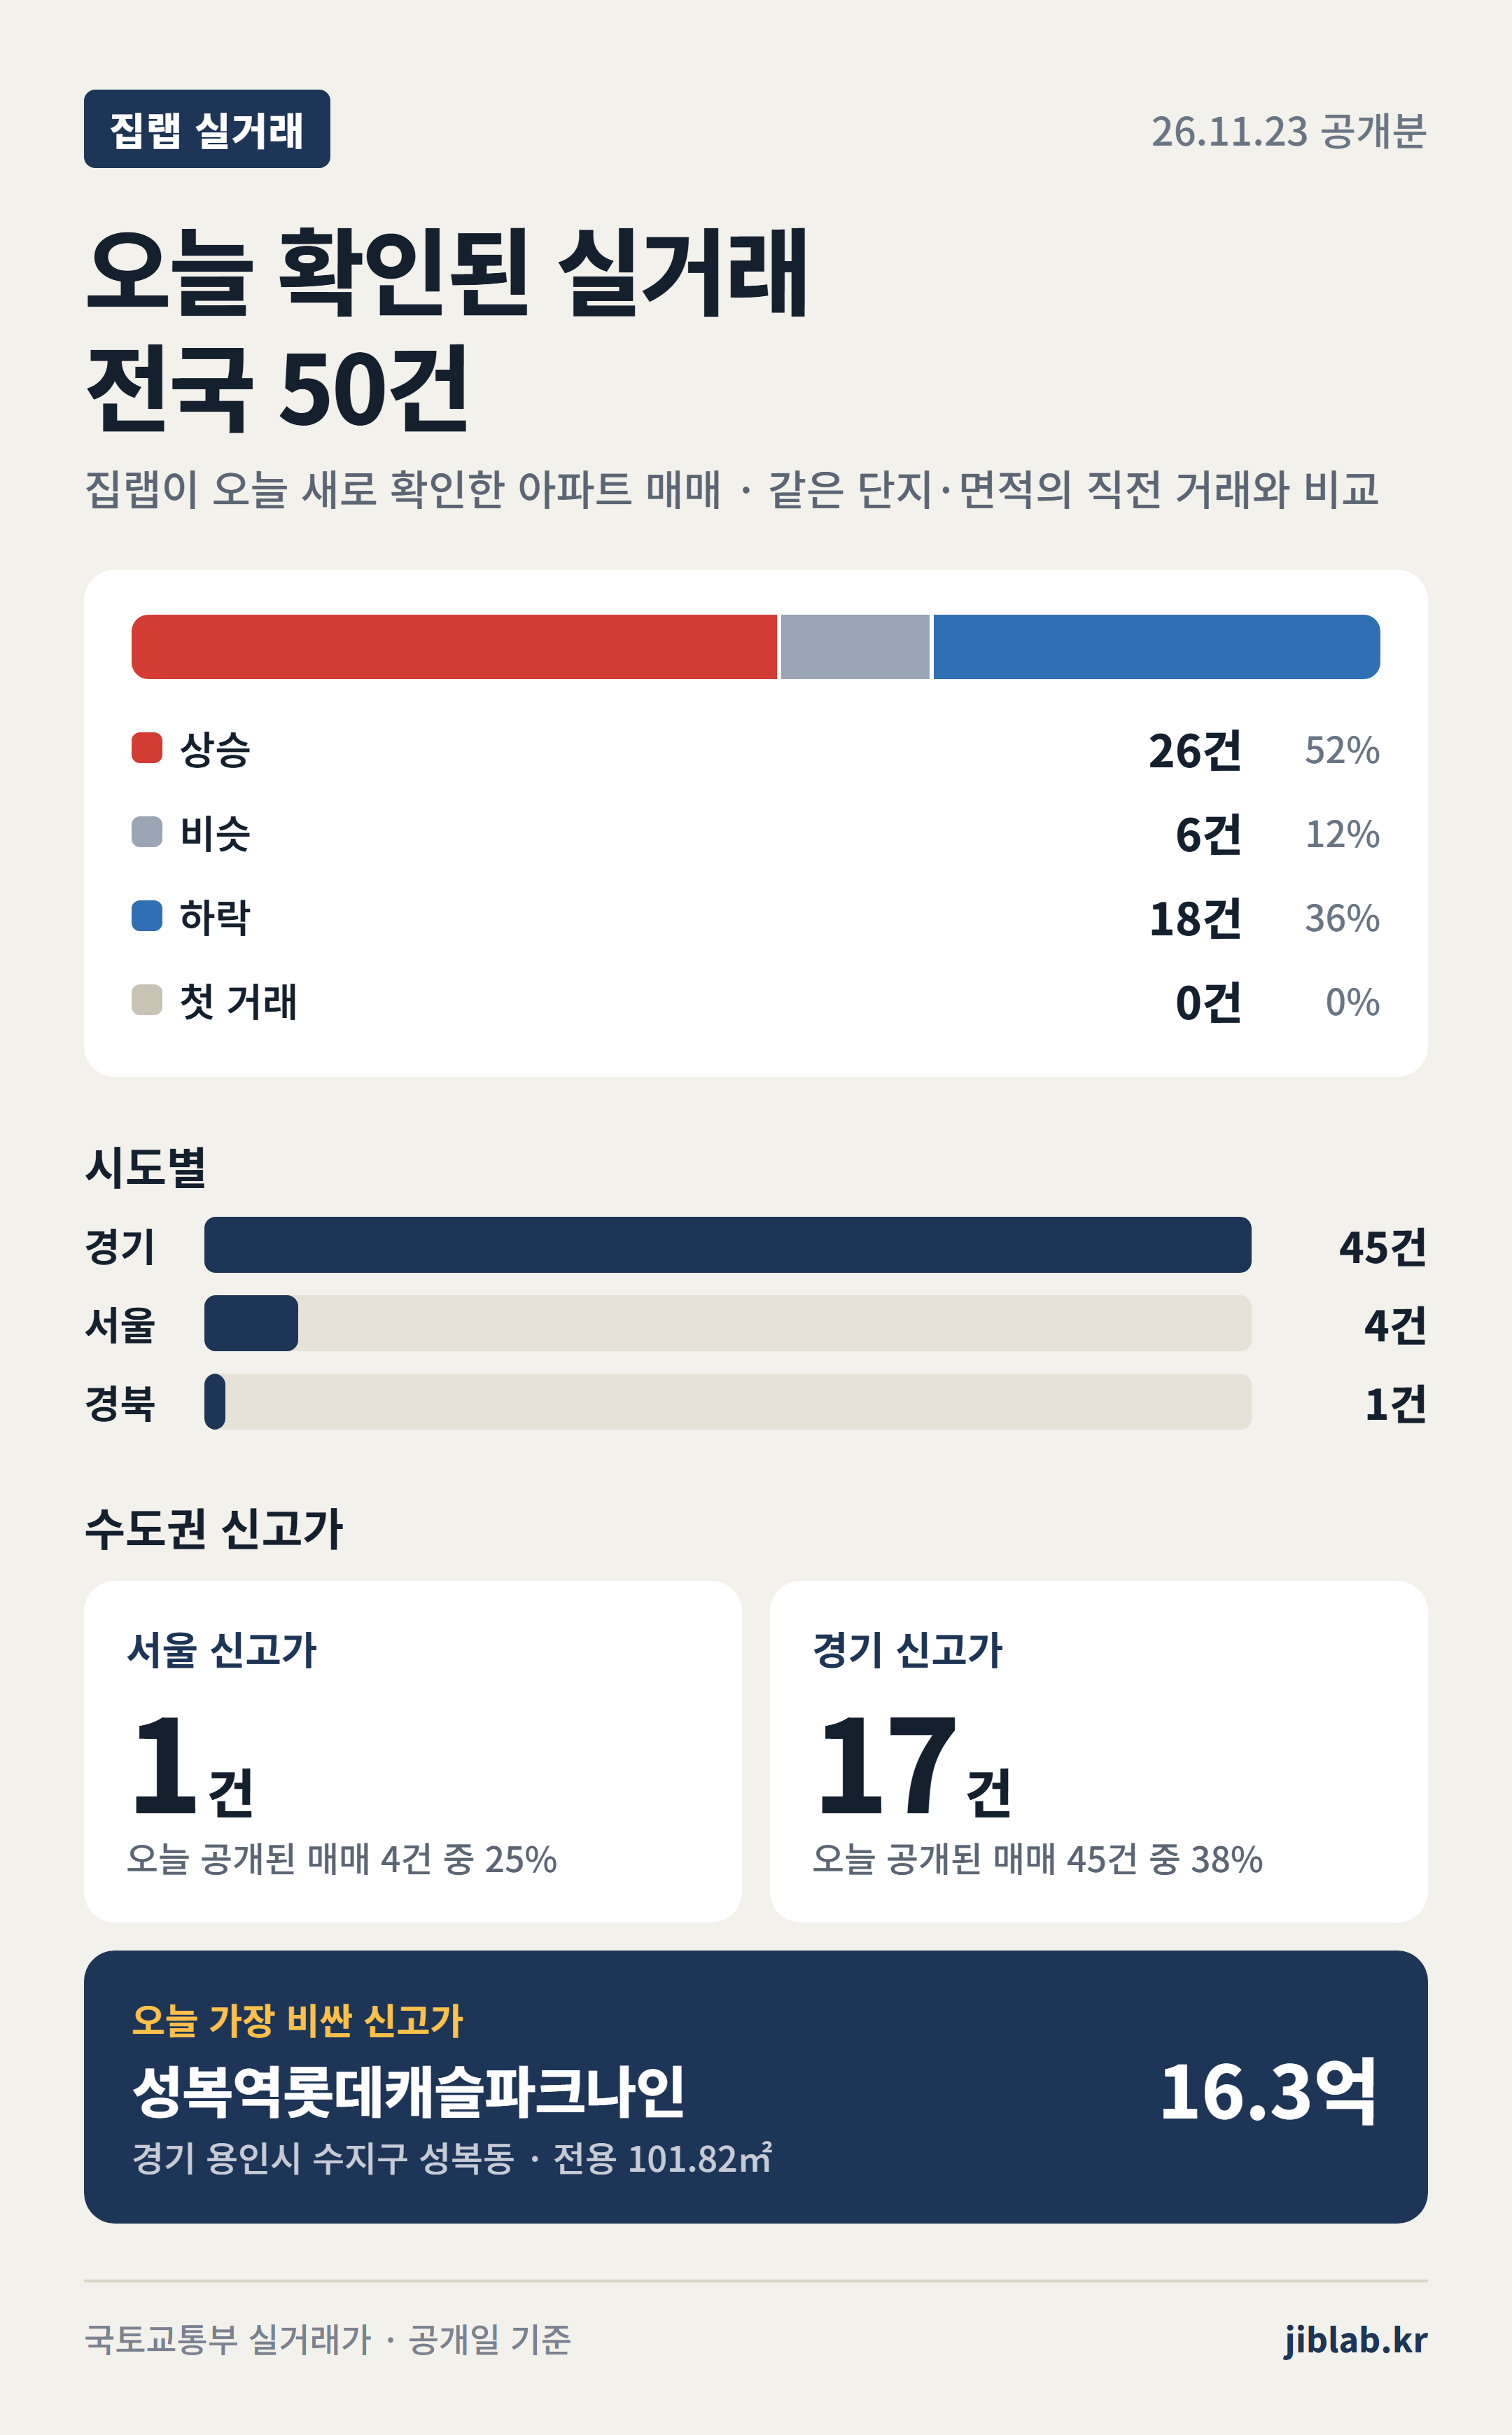 집랩 실거래
26.11.23 공개분
오늘 확인된 실거래
전국 50건
집랩이 오늘 새로 확인한 아파트 매매 · 같은 단지·면적의 직전 거래와 비교
상승 26건 52%
비슷 6건 12%
하락 18건 36%
첫 거래 0건 0%
시도별
경기 45건
서울 4건
경북 1건
수도권 신고가
서울 신고가
1건
오늘 공개된 매매 4건 중 25%
경기 신고가
17건
오늘 공개된 매매 45건 중 38%
오늘 가장 비싼 신고가
성복역롯데캐슬파크나인
16.3억
경기 용인시 수지구 성복동 · 전용 101.82㎡
국토교통부 실거래가 · 공개일 기준
jiblab.kr